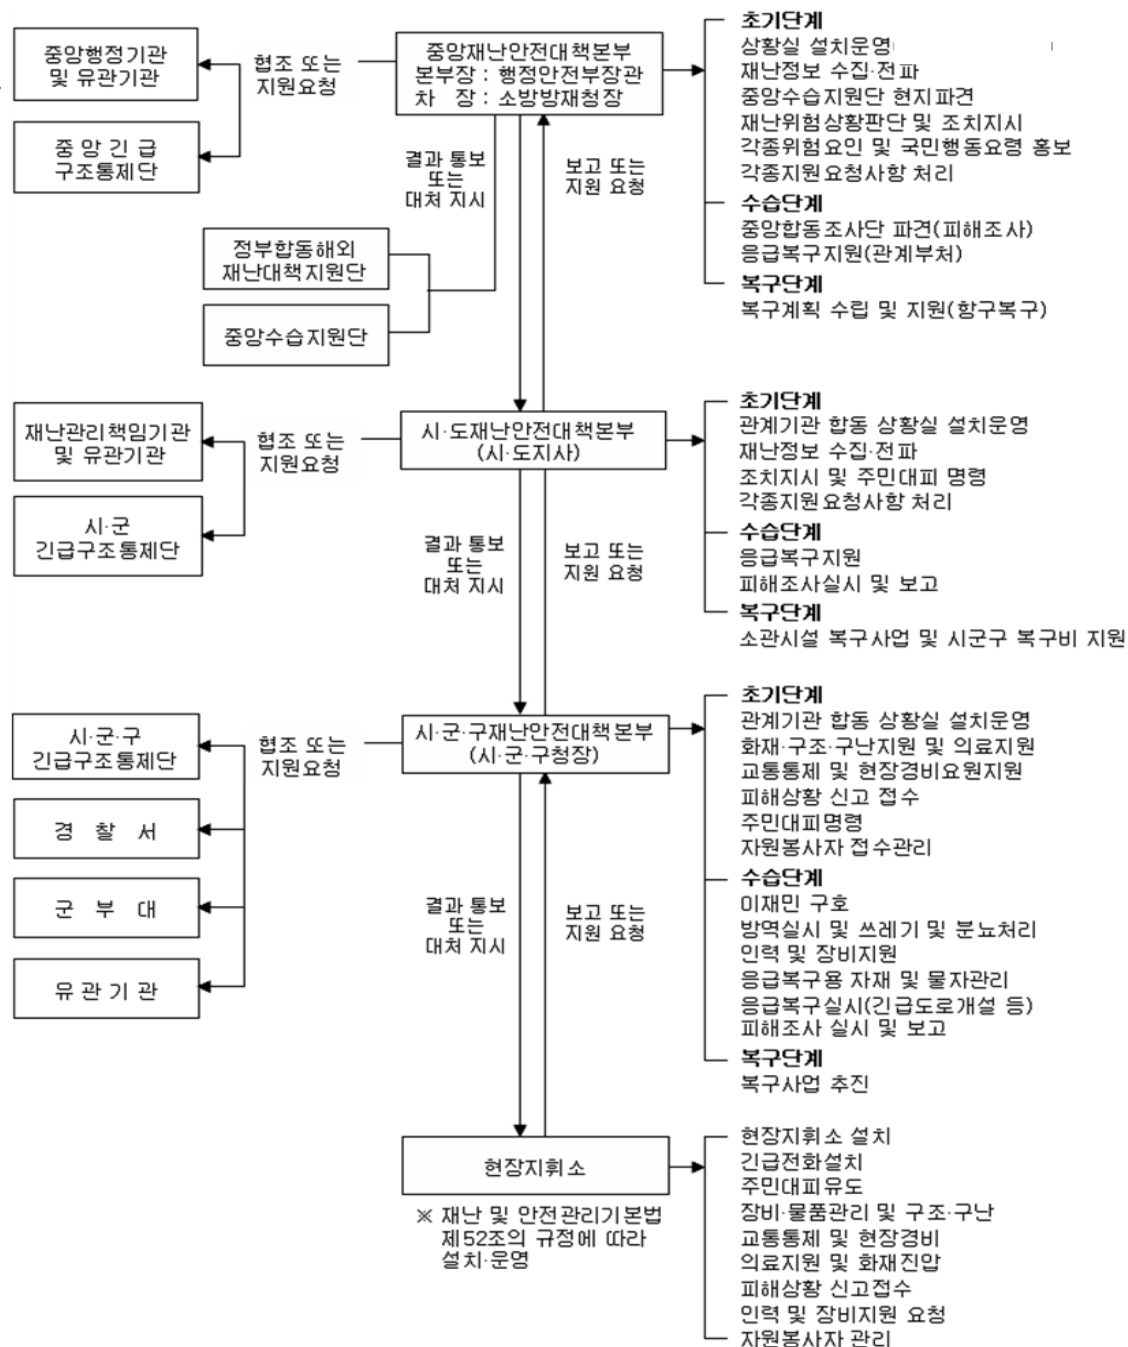 중앙행정기관
및 유관기관
중 앙 긴 급
구조통제단
협조 또는
지원요청
중앙재난안전대책본부
본부장 : 행정안전부장관
차 장 : 소방방재청장
초기단계
상황실 설치운영
재난정보 수집·전파
중앙수습지원단 현지파견
재난위험상황판단 및 조치지시
각종위험요인 및 국민행동요령 홍보
각종지원요청사항 처리
수습단계
중앙합동조사단 파견(피해조사)
응급복구지원(관계부처)
복구단계
복구계획 수립 및 지원(항구복구)
결과 통보
또는
대처 지시
보고 또는
지원 요청
정부합동해외
재난대책지원단
중앙수습지원단
재난관리책임기관
및 유관기관
시·군
긴급구조통제단
협조 또는
지원요청
시·도재난안전대책본부
(시·도지사)
초기단계
관계기관 합동 상황실 설치운영
재난정보 수집·전파
조치지시 및 주민대피 명령
각종지원요청사항 처리
수습단계
응급복구지원
피해조사실시 및 보고
복구단계
소관시설 복구사업 및 시군구 복구비 지원
결과 통보
또는
대처 지시
보고 또는
지원 요청
시·군·구
긴급구조통제단
경 찰 서
군 부 대
유 관 기 관
협조 또는
지원요청
시·군·구재난안전대책본부
(시·군·구청장)
초기단계
관계기관 합동 상황실 설치운영
화재·구조·구난지원 및 의료지원
교통통제 및 현장경비요원지원
피해상황 신고 접수
주민대피명령
자원봉사자 접수관리
수습단계
이재민 구호
방역실시 및 쓰레기 및 분뇨처리
인력 및 장비지원
응급복구용 자재 및 물자관리
응급복구실시(긴급도로개설 등)
피해조사 실시 및 보고
복구단계
복구사업 추진
결과 통보
또는
대처 지시
보고 또는
지원 요청
현장지휘소
※ 재난 및 안전관리기본법
제52조의 규정에 따라
설치·운영
현장지휘소 설치
긴급전화설치
주민대피유도
장비·물품관리 및 구조·구난
교통통제 및 현장경비
의료지원 및 화재진압
피해상황 신고접수
인력 및 장비지원 요청
자원봉사자 관리